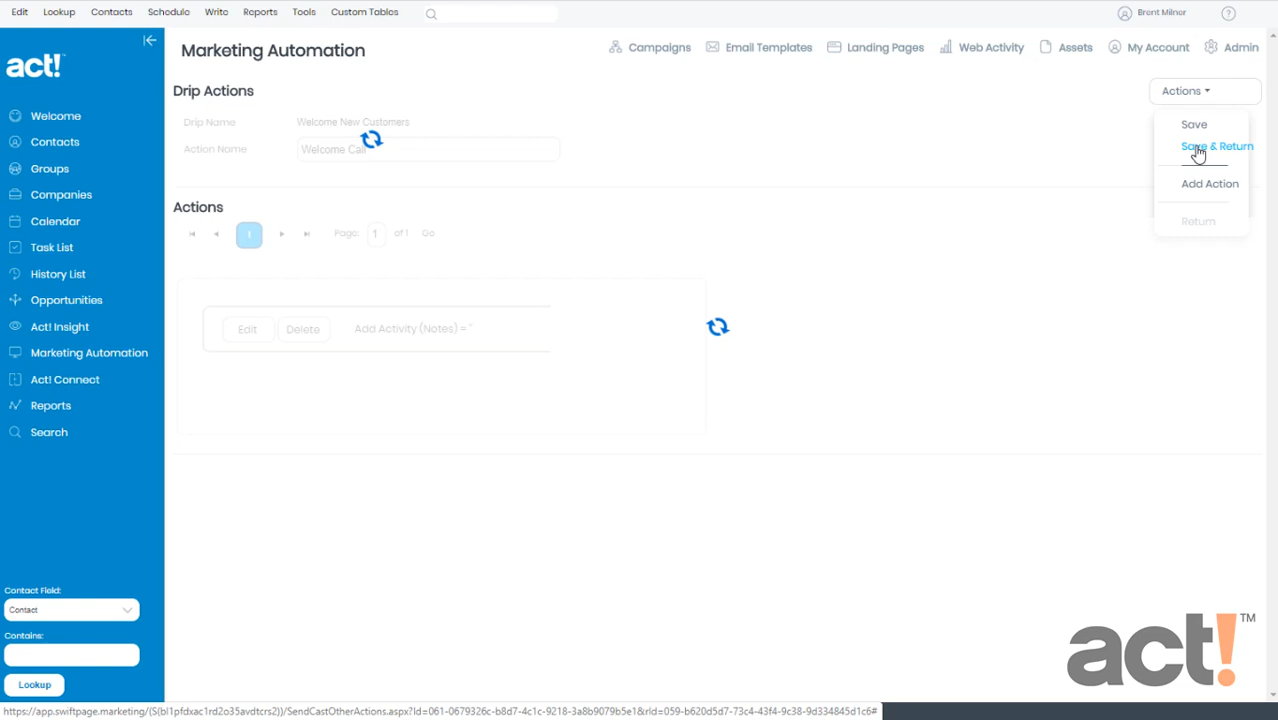 Edit Lookup Contacts Schedule Write Reports Tools Custom Tables Brent Milner ?
act!
Marketing Automation
Campaigns Email Templates Landing Pages Web Activity Assets My Account Admin
Drip Actions
Actions
Drip Name Welcome New Customers
Action Name Welcome Call
Save
Save & Return
Add Action
Return
Welcome
Contacts
Groups
Companies
Calendar
Task List
History List
Opportunities
Act! Insight
Marketing Automation
Act! Connect
Reports
Search
Actions
1 Page: 1 of 1 Go
Edit Delete Add Activity (Notes) = ''
Contact Field:
Contact
Contains:
Lookup
act!™
https://app.swiftpage.marketing/(S(bl1pfdxac1rd2o35avdtcrs2))/SendCastOtherActions.aspx?Id=061-0679326c-b8d7-4c1c-9218-3a8b9079b5e1&rId=059-b620d5d7-73c4-43f4-9c38-9d334845d1c6#